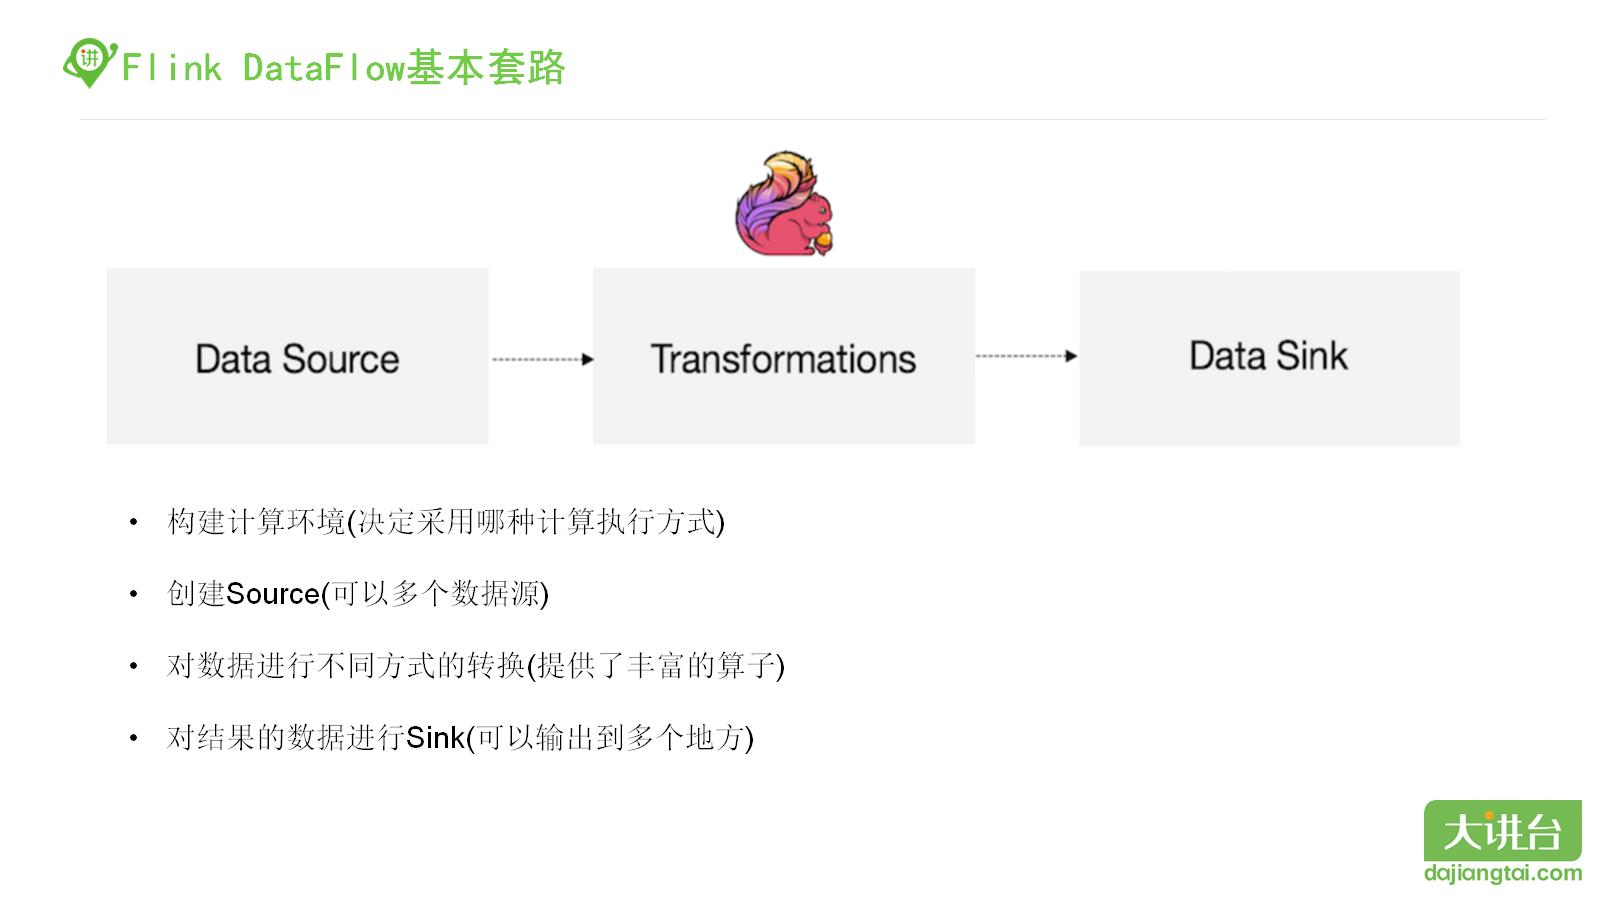 讲
Flink DataFlow基本套路
Data Source
Transformations
Data Sink
• 构建计算环境(决定采用哪种计算执行方式)
• 创建Source(可以多个数据源)
• 对数据进行不同方式的转换(提供了丰富的算子)
• 对结果的数据进行Sink(可以输出到多个地方)
大讲台
dajiangtai.com